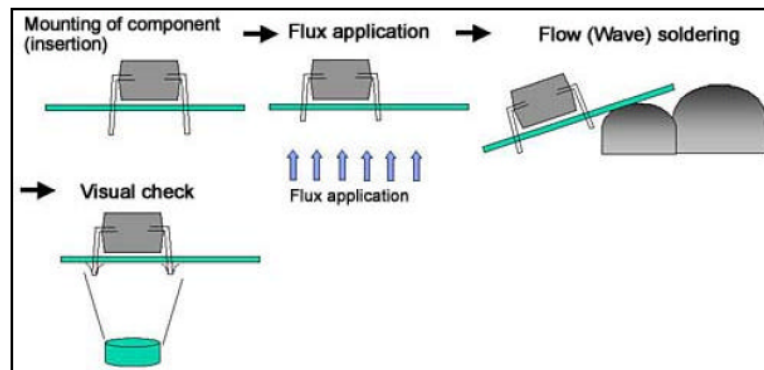 Mounting of component
(insertion)
Flux application
Flow (Wave) soldering
Flux application
Visual check